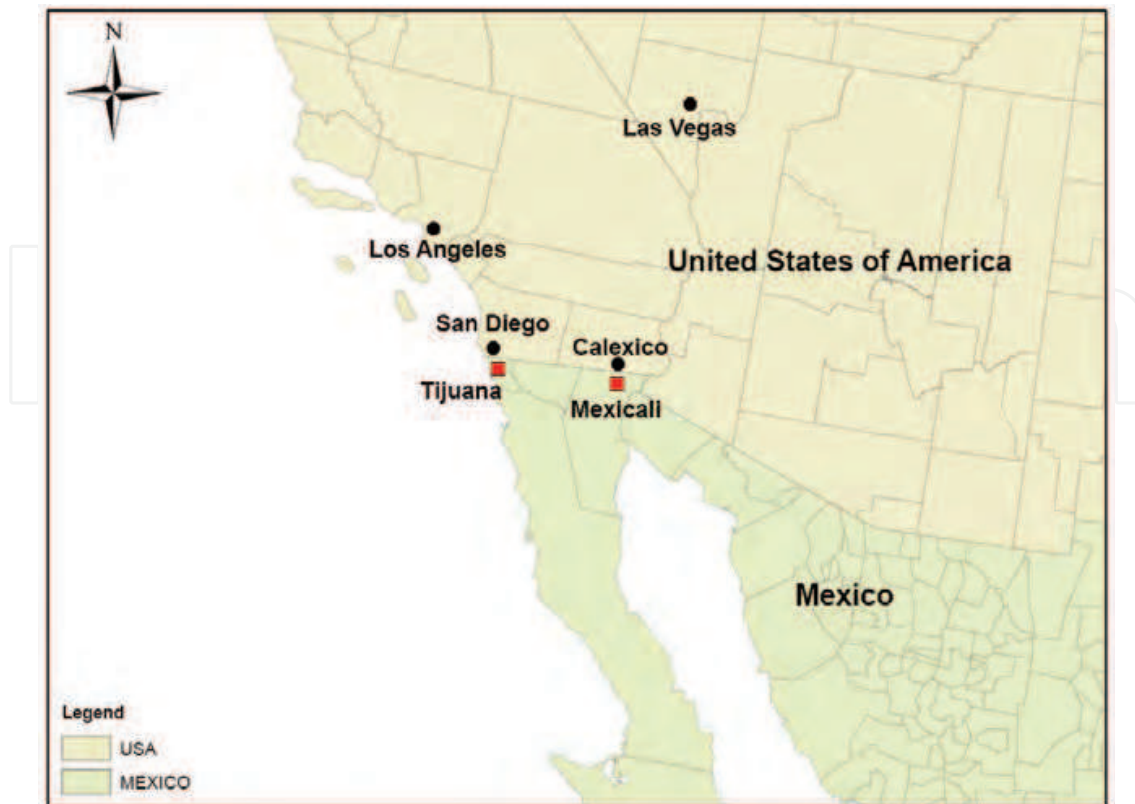 N
Las Vegas
Los Angeles
United States of America
San Diego
Calexico
Tijuana
Mexicali
Mexico
Legend
USA
MEXICO